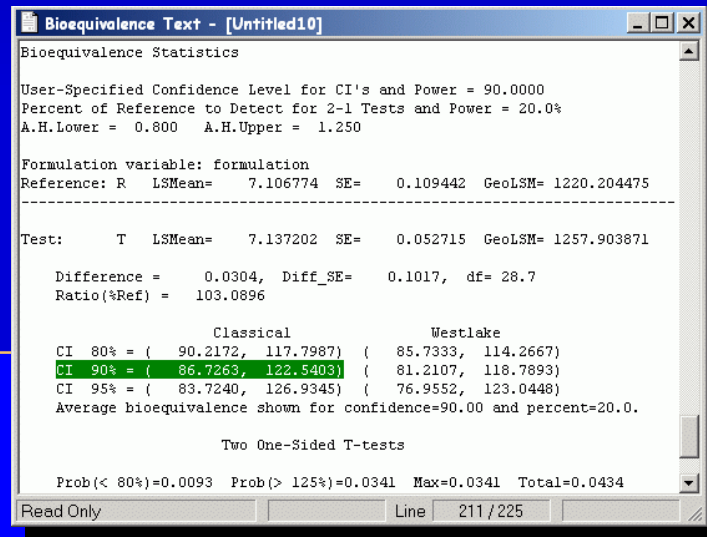 Bioequivalence Text - [Untitled10]
Bioequivalence Statistics
User-Specified Confidence Level for CI's and Power = 90.0000
Percent of Reference to Detect for 2-1 Tests and Power = 20.0%
A.H.Lower = 0.800 A.H.Upper = 1.250
Formulation variable: formulation
Reference: R LSMean= 7.106774 SE= 0.109442 GeoLSM= 1220.204475
--------------------------------------------------------------------------
Test: T LSMean= 7.137202 SE= 0.052715 GeoLSM= 1257.903871
Difference = 0.0304, Diff_SE= 0.1017, df= 28.7
Ratio(%Ref) = 103.0896
Classical Westlake
CI 80% = ( 90.2172, 117.7987) ( 85.7333, 114.2667)
CI 90% = ( 86.7263, 122.5403) ( 81.2107, 118.7893)
CI 95% = ( 83.7240, 126.9345) ( 76.9552, 123.0448)
Average bioequivalence shown for confidence=90.00 and percent=20.0.
Two One-Sided T-tests
Prob(< 80%)=0.0093 Prob(> 125%)=0.0341 Max=0.0341 Total=0.0434
Read Only Line 211 / 225